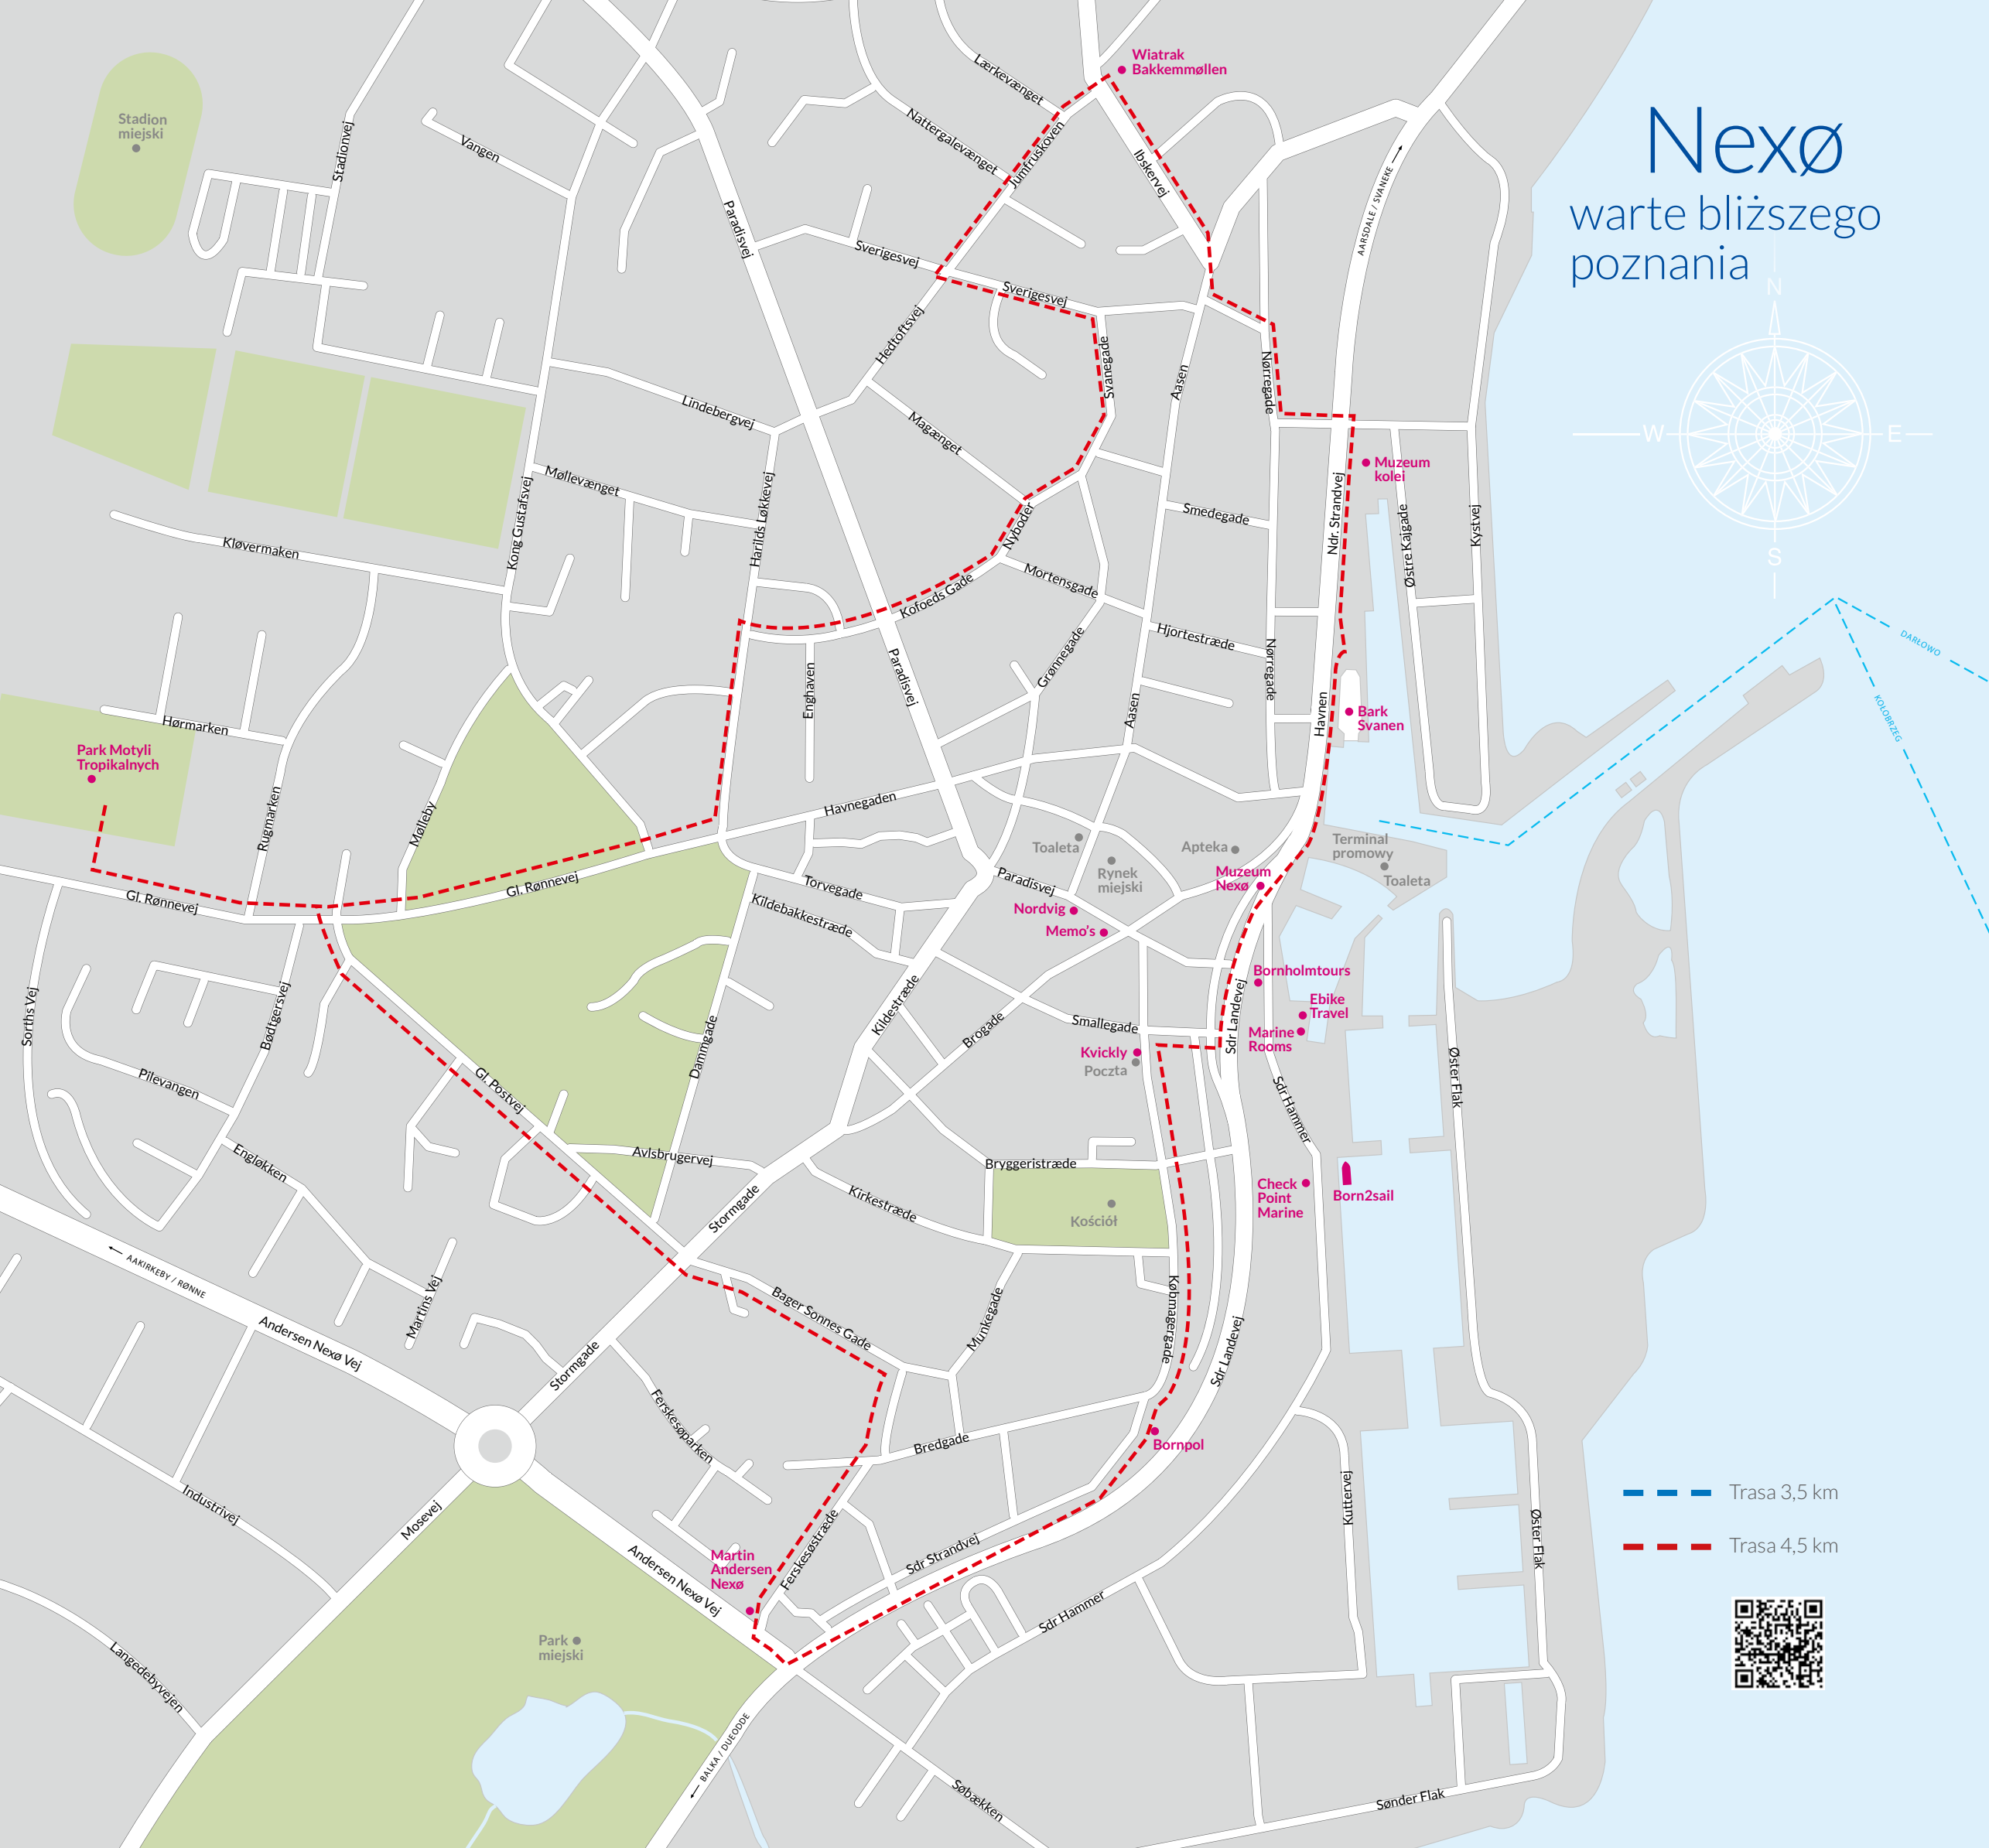 Nexø
warte bliższego
poznania
N
W
E
S
Wiatrak
Bakkemmøllen
Lærkevænget
Nattergalevænget
Jumfruskoven
Ibskervej
Stadion
miejski
Stadionvej
Vangen
Paradisvej
Sverigesvej
Sverigesvej
AARSDALE / SVANEKE
Hedtoftsvej
Svanegade
Aasen
Nørregade
Lindebergvej
Magænget
Muzeum
kolei
Møllevænget
Kong Gustafsvej
Harilds Løkkevej
Nyboder
Smedegade
Ndr. Strandvej
Østre Kajgade
Kystvej
Kløvermaken
Kofoeds Gade
Mortensgade
Hjortestræde
Grønnegade
Nørregade
DARŁOWO
KOŁOBRZEG
Enghaven
Paradisvej
Aasen
Havnen
Bark
Svanen
Hørmarken
Park Motyli
Tropikalnych
Rugmarken
Mølleby
Havnegaden
Toaleta
Rynek
miejski
Apteka
Terminal
promowy
Toaleta
Muzeum
Nexø
Gl. Rønnevej
Gl. Rønnevej
Torvegade
Paradisvej
Kildebakkestræde
Nordvig
Memo's
Bornholmtours
Ebike
Travel
Marine
Rooms
Sorths Vej
Bødtgersvej
Kildestræde
Brogade
Smallegade
Sdr Landevej
Kvickly
Poczta
Dammgade
Gl. Postvej
Pilevangen
Sdr Hammer
Øster Flak
Engløkken
Avlsbrugervej
Bryggeristræde
Kirkestræde
Kościół
Check
Point
Marine
Born2sail
Stormgade
AAKIRKEBY / RØNNE
Andersen Nexø Vej
Martins Vej
Bager Sonnes Gade
Munkegade
Købmagergade
Sdr Landevej
Stormgade
Ferskesøparken
Bredgade
Bornpol
Kuttervej
Øster Flak
Industrivej
Mosevej
Ferskesøstræde
Sdr Strandvej
Martin
Andersen
Nexø
Andersen Nexø Vej
Sdr Hammer
Park
miejski
Langedebyvejen
BALKA / DUEODDE
Søbækken
Sønder Flak
Trasa 3,5 km
Trasa 4,5 km